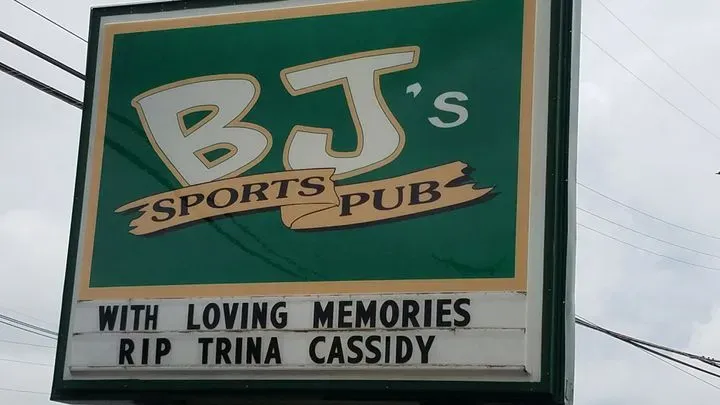 BJ's
SPORTS PUB
WITH LOVING MEMORIES
RIP TRINA CASSIDY